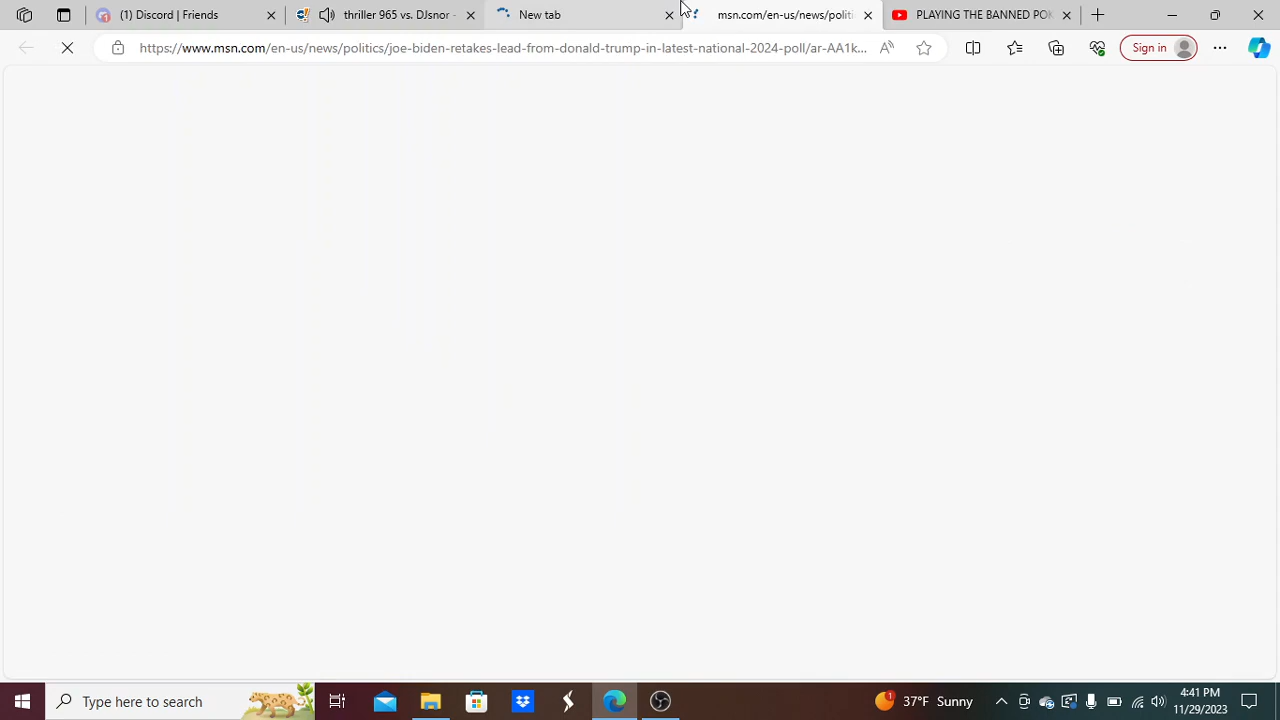 (1) Discord | Friends
thriller 965 vs. DJsnor -
New tab
msn.com/en-us/news/politi
PLAYING THE BANNED POK
https://www.msn.com/en-us/news/politics/joe-biden-retakes-lead-from-donald-trump-in-latest-national-2024-poll/ar-AA1k...
Sign in
Type here to search
37°F Sunny
4:41 PM
11/29/2023